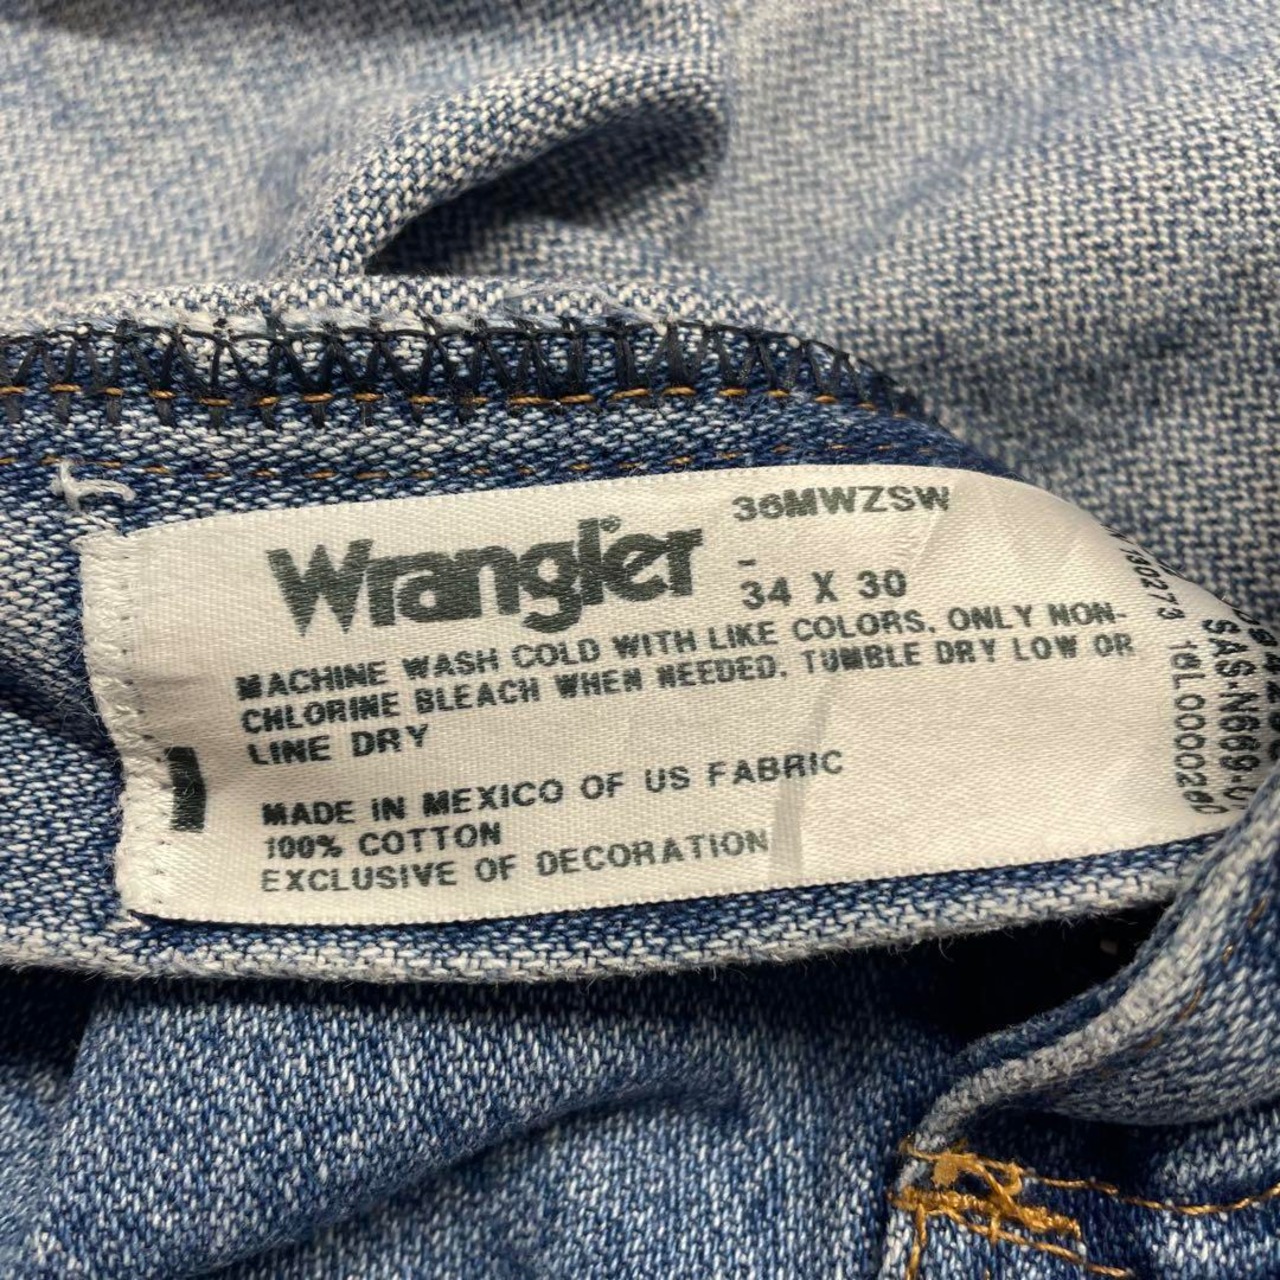 Wrangler®
36MWZSW
-
34 X 30
MACHINE WASH COLD WITH LIKE COLORS. ONLY NON-
CHLORINE BLEACH WHEN NEEDED. TUMBLE DRY LOW OR
LINE DRY
MADE IN MEXICO OF US FABRIC
100% COTTON
EXCLUSIVE OF DECORATION
130273